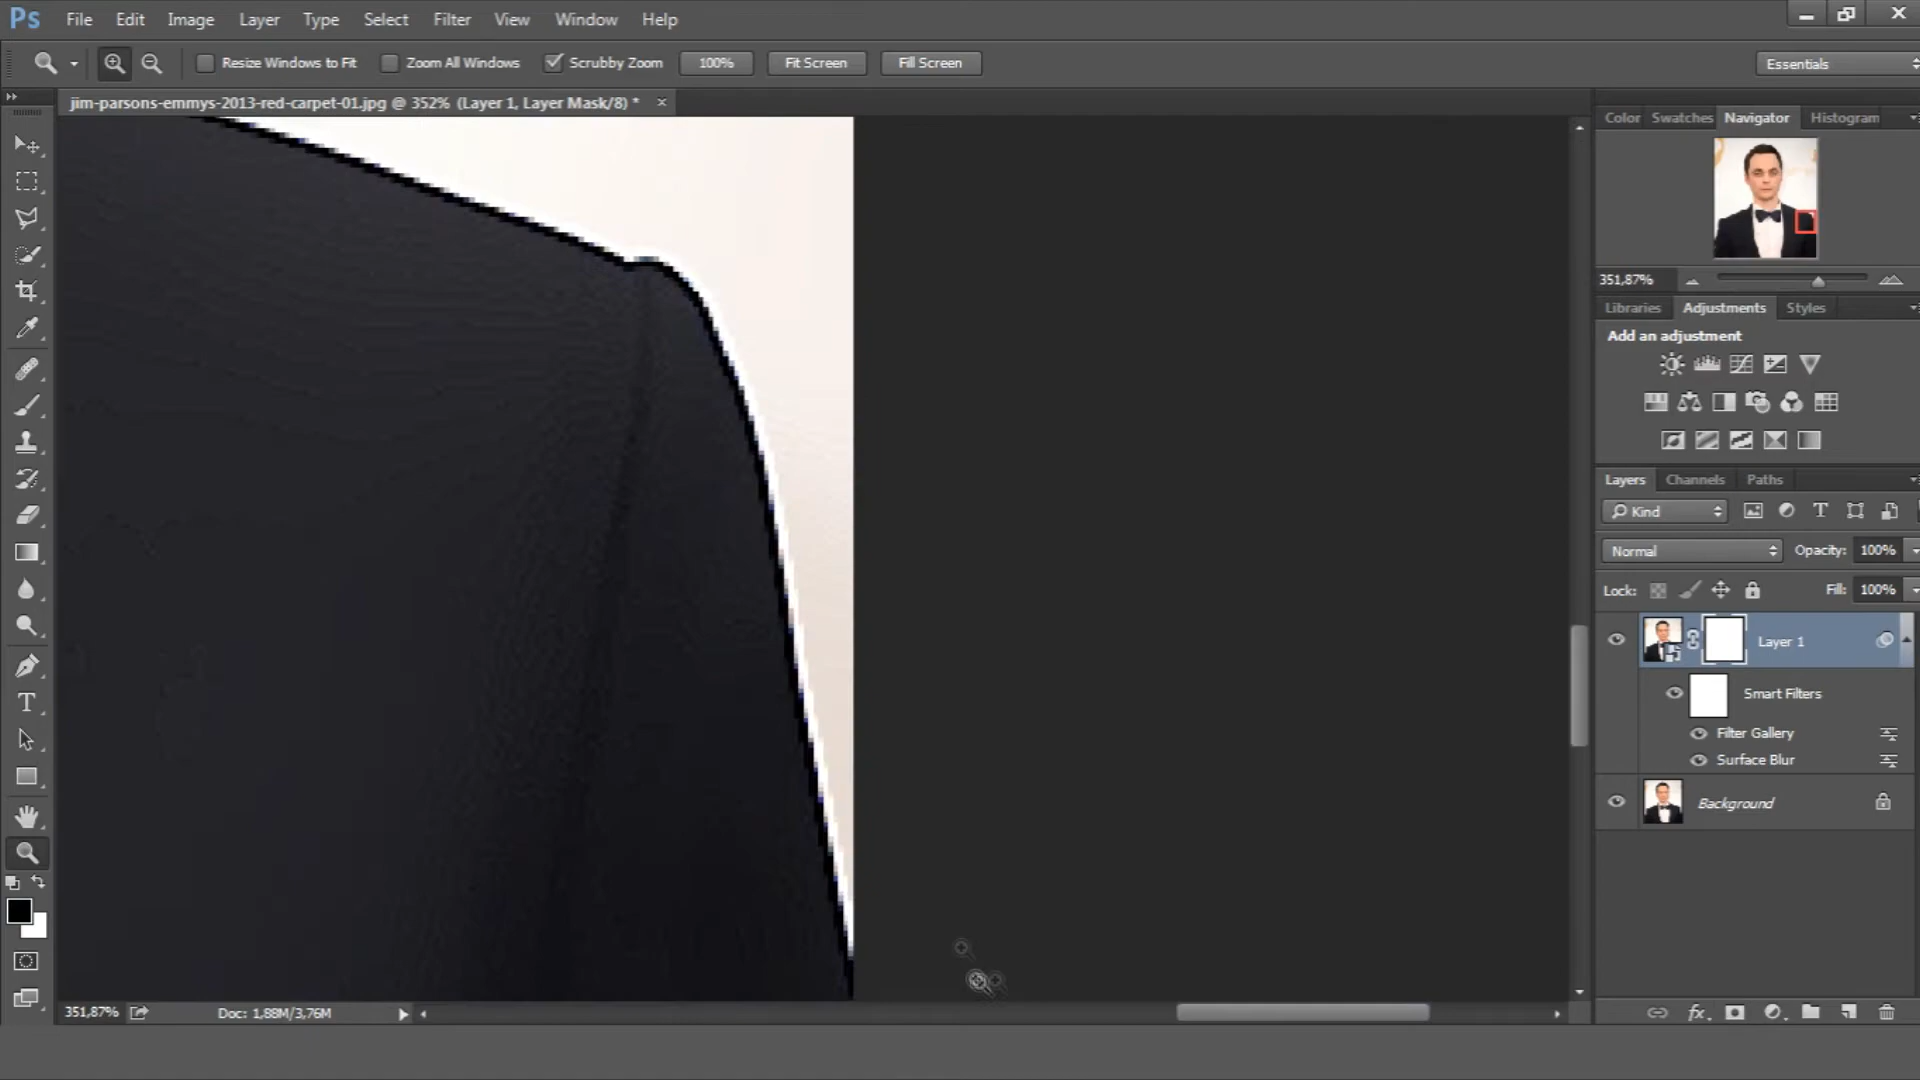 Ps File Edit Image Layer Type Select Filter View Window Help
Resize Windows to Fit Zoom All Windows Scrubby Zoom 100% Fit Screen Fill Screen Essentials
jim-parsons-emmys-2013-red-carpet-01.jpg @ 352% (Layer 1, Layer Mask/8) *
Color Swatches Navigator Histogram
351,87%
Libraries Adjustments Styles
Add an adjustment
Layers Channels Paths
Kind
Normal Opacity: 100%
Lock: Fill: 100%
Layer 1
Smart Filters
Filter Gallery
Surface Blur
Background
351,87% Doc: 1,88M/3,76M